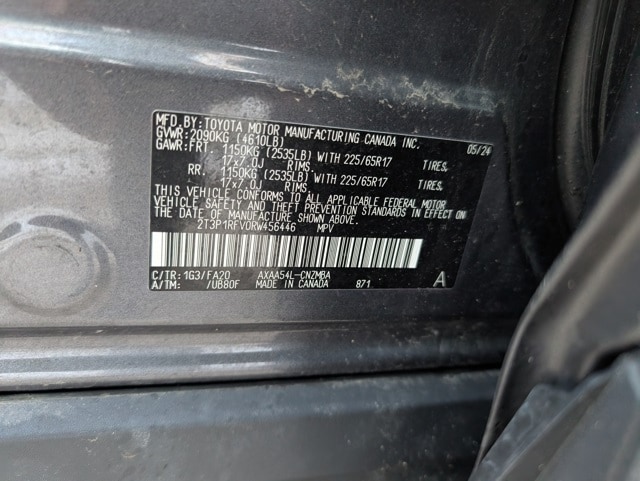 MFD.BY:TOYOTA MOTOR MANUFACTURING CANADA INC.
GVWR:2090KG (4610LB) 05/24
GAWR:FRT 1150KG (2535LB) WITH 225/65R17 TIRES,
17x7.0J RIMS,
RR. 1150KG (2535LB) WITH 225/65R17 TIRES,
17x7.0J RIMS.
THIS VEHICLE CONFORMS TO ALL APPLICABLE FEDERAL MOTOR
VEHICLE SAFETY AND THEFT PREVENTION STANDARDS IN EFFECT ON
THE DATE OF MANUFACTURE SHOWN ABOVE.
2T3P1RFV0RW456446 MPV
C/TR:1G3/FA20 AXAA54L-CNZMBA
A/TM: /UB80F MADE IN CANADA 871 A